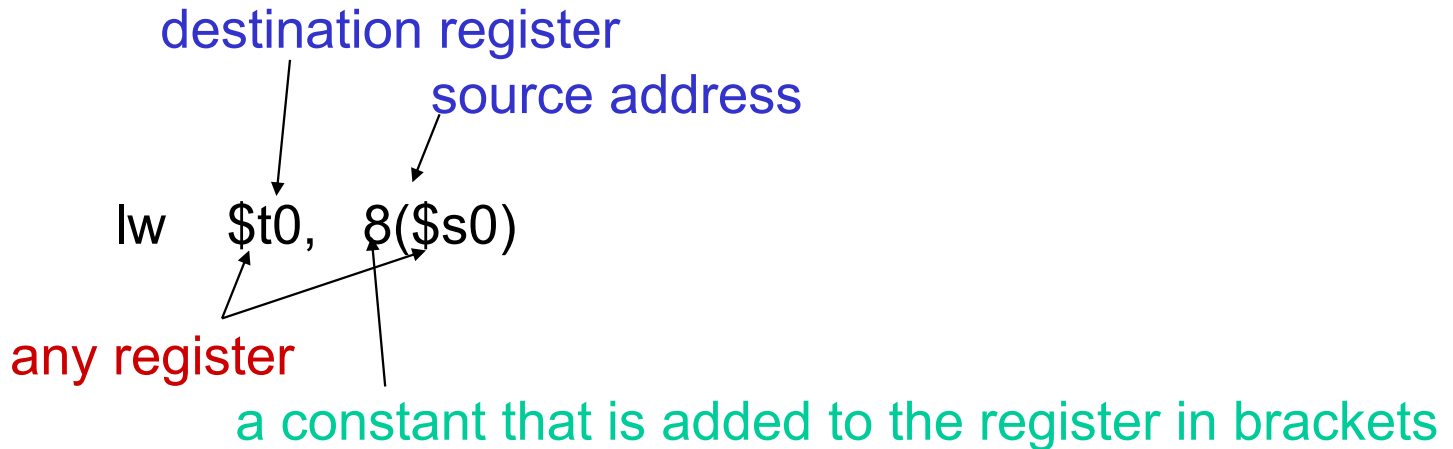 destination register
source address
lw $t0, 8($s0)
any register
a constant that is added to the register in brackets